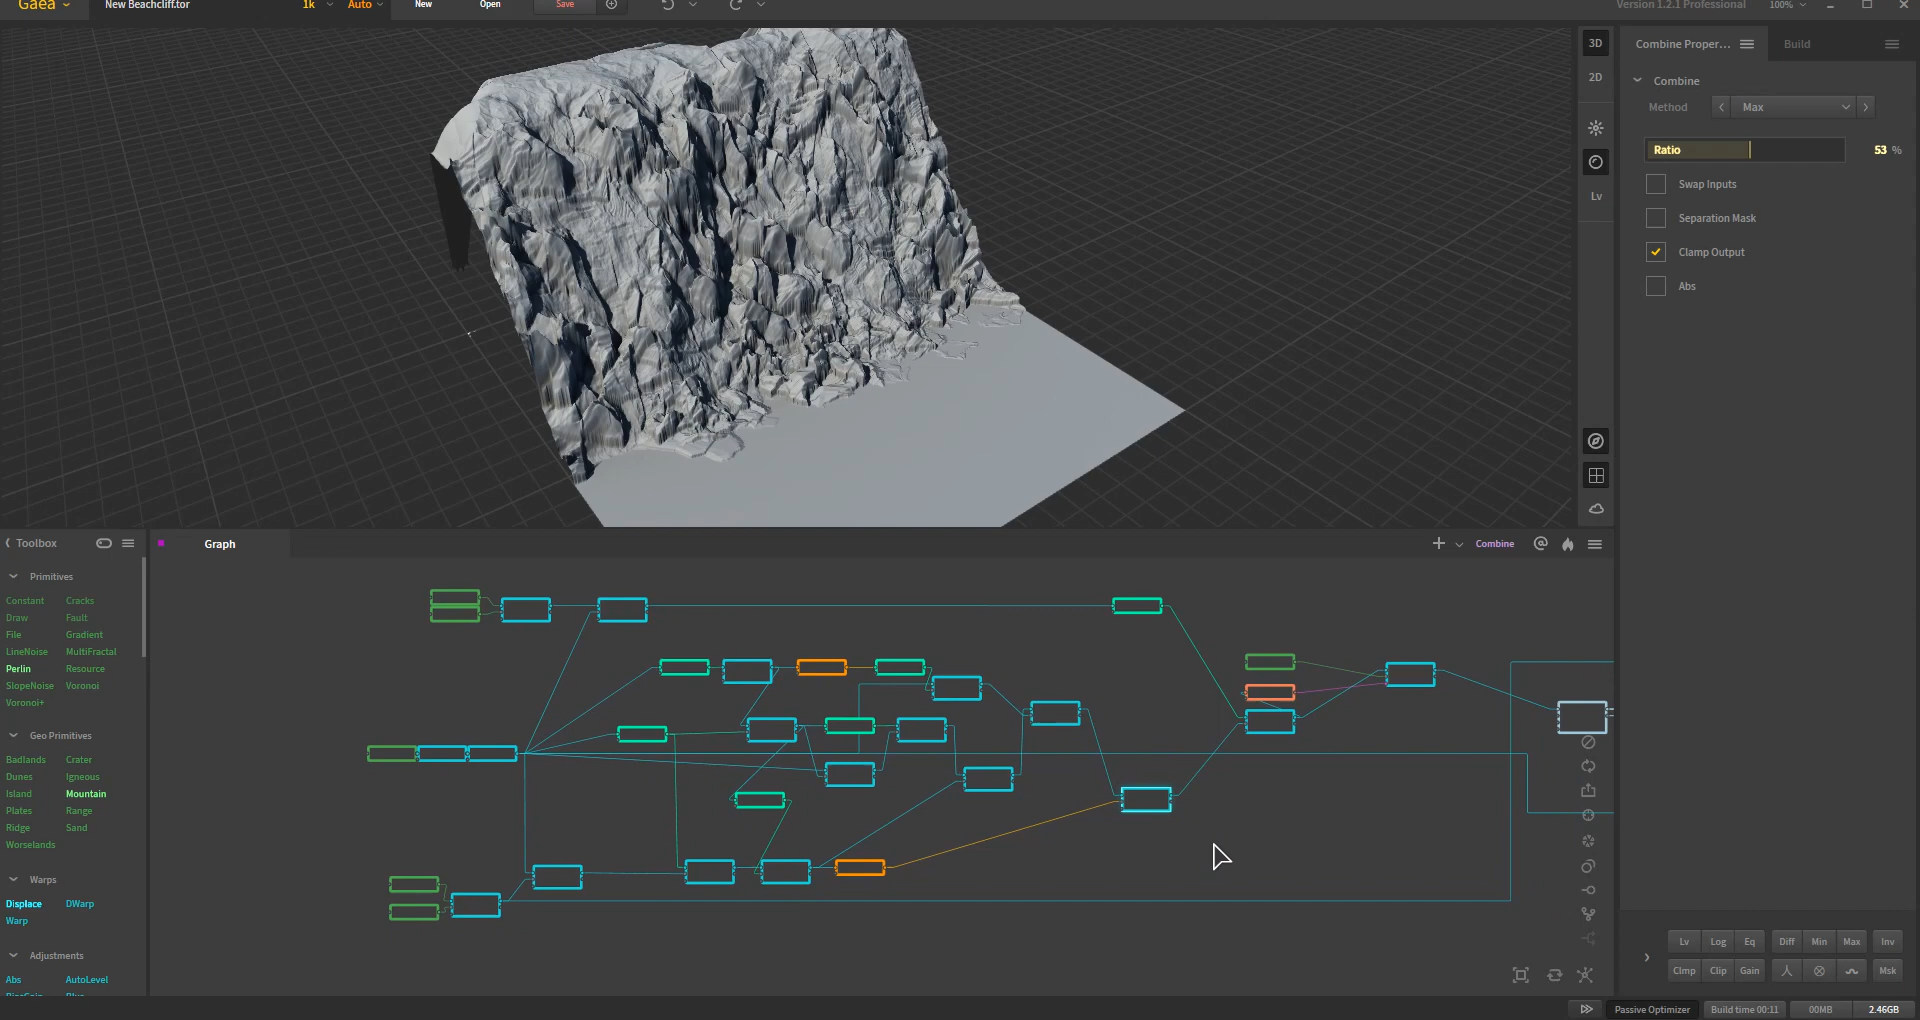 Gaea
New Beachcliff.tor
1k
Auto
New
Open
Save
Version 1.2.1 Professional
100%
3D
2D
Lv
Combine Proper...
Build
Combine
Method
Max
Ratio
53 %
Swap Inputs
Separation Mask
Clamp Output
Abs
Toolbox
Graph
Combine
Primitives
Constant Cracks
Draw Fault
File Gradient
LineNoise MultiFractal
Perlin Resource
SlopeNoise Voronoi
Voronoi+
Geo Primitives
Badlands Crater
Dunes Igneous
Island Mountain
Plates Range
Ridge Sand
Worselands
Warps
Displace DWarp
Warp
Adjustments
Abs AutoLevel
Lv Log Eq Diff Min Max Inv
Clmp Clip Gain Msk
Passive Optimizer Build time 00:11 00MB 2.46GB